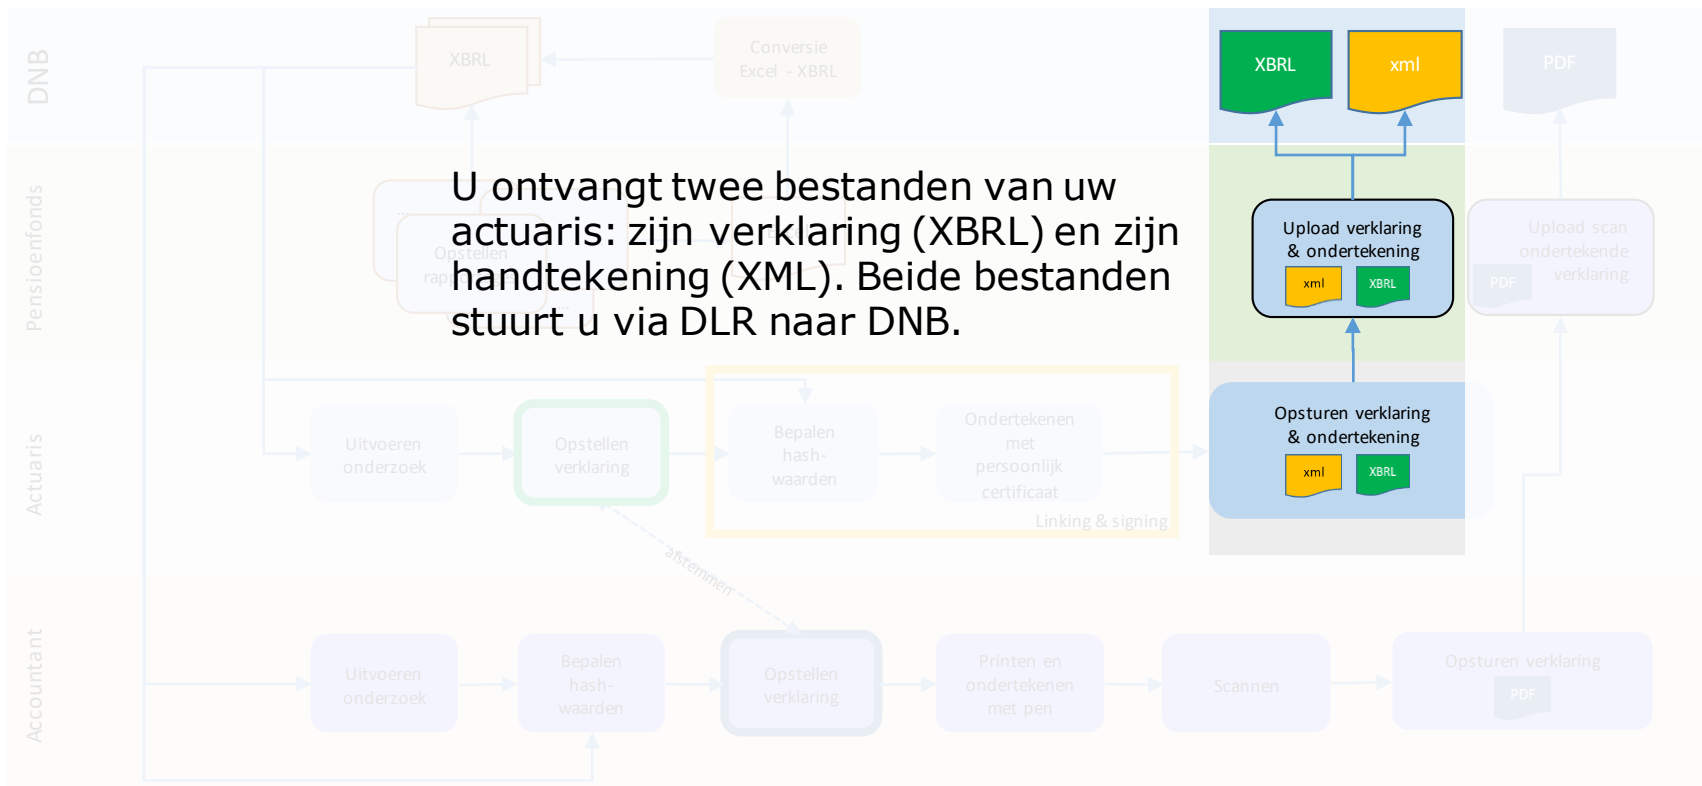 DNB
XBRL
Conversie
Excel - XBRL
XBRL
xml
PDF
Pensioenfonds
...
Opstellen
...
U ontvangt twee bestanden van uw
actuaris: zijn verklaring (XBRL) en zijn
handtekening (XML). Beide bestanden
stuurt u via DLR naar DNB.
Upload verklaring
& ondertekening
xml
XBRL
Upload scan
ondertekende
verklaring
PDF
Actuaris
Uitvoeren
onderzoek
Opstellen
verklaring
Bepalen
hash-
waarden
Ondertekenen
met
persoonlijk
certificaat
Linking & signing
Opsturen verklaring
& ondertekening
xml
XBRL
afstemmen
Accountant
Uitvoeren
onderzoek
Bepalen
hash-
waarden
Opstellen
verklaring
Printen en
ondertekenen
met pen
Scannen
Opsturen verklaring
PDF